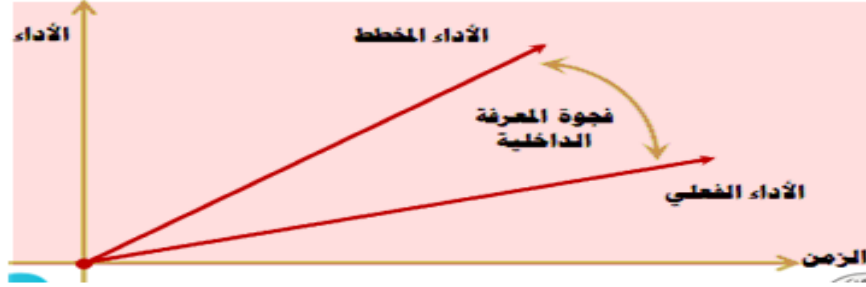 الأداء
الأداء المخطط
فجوة المعرفة
الداخلية
الأداء الفعلي
الزمن